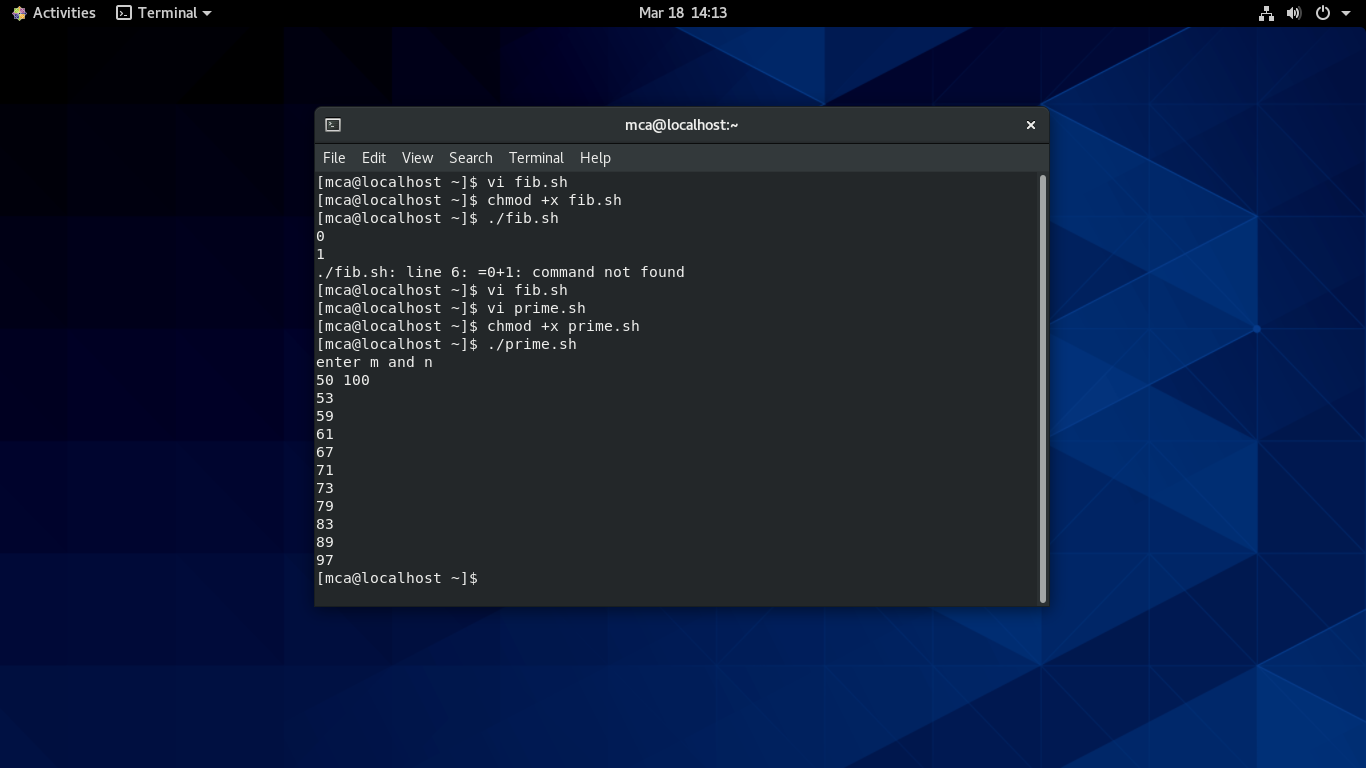 Activities Terminal Mar 18 14:13
mca@localhost:~
File Edit View Search Terminal Help
[mca@localhost ~]$ vi fib.sh
[mca@localhost ~]$ chmod +x fib.sh
[mca@localhost ~]$ ./fib.sh
0
1
./fib.sh: line 6: =0+1: command not found
[mca@localhost ~]$ vi fib.sh
[mca@localhost ~]$ vi prime.sh
[mca@localhost ~]$ chmod +x prime.sh
[mca@localhost ~]$ ./prime.sh
enter m and n
50 100
53
59
61
67
71
73
79
83
89
97
[mca@localhost ~]$